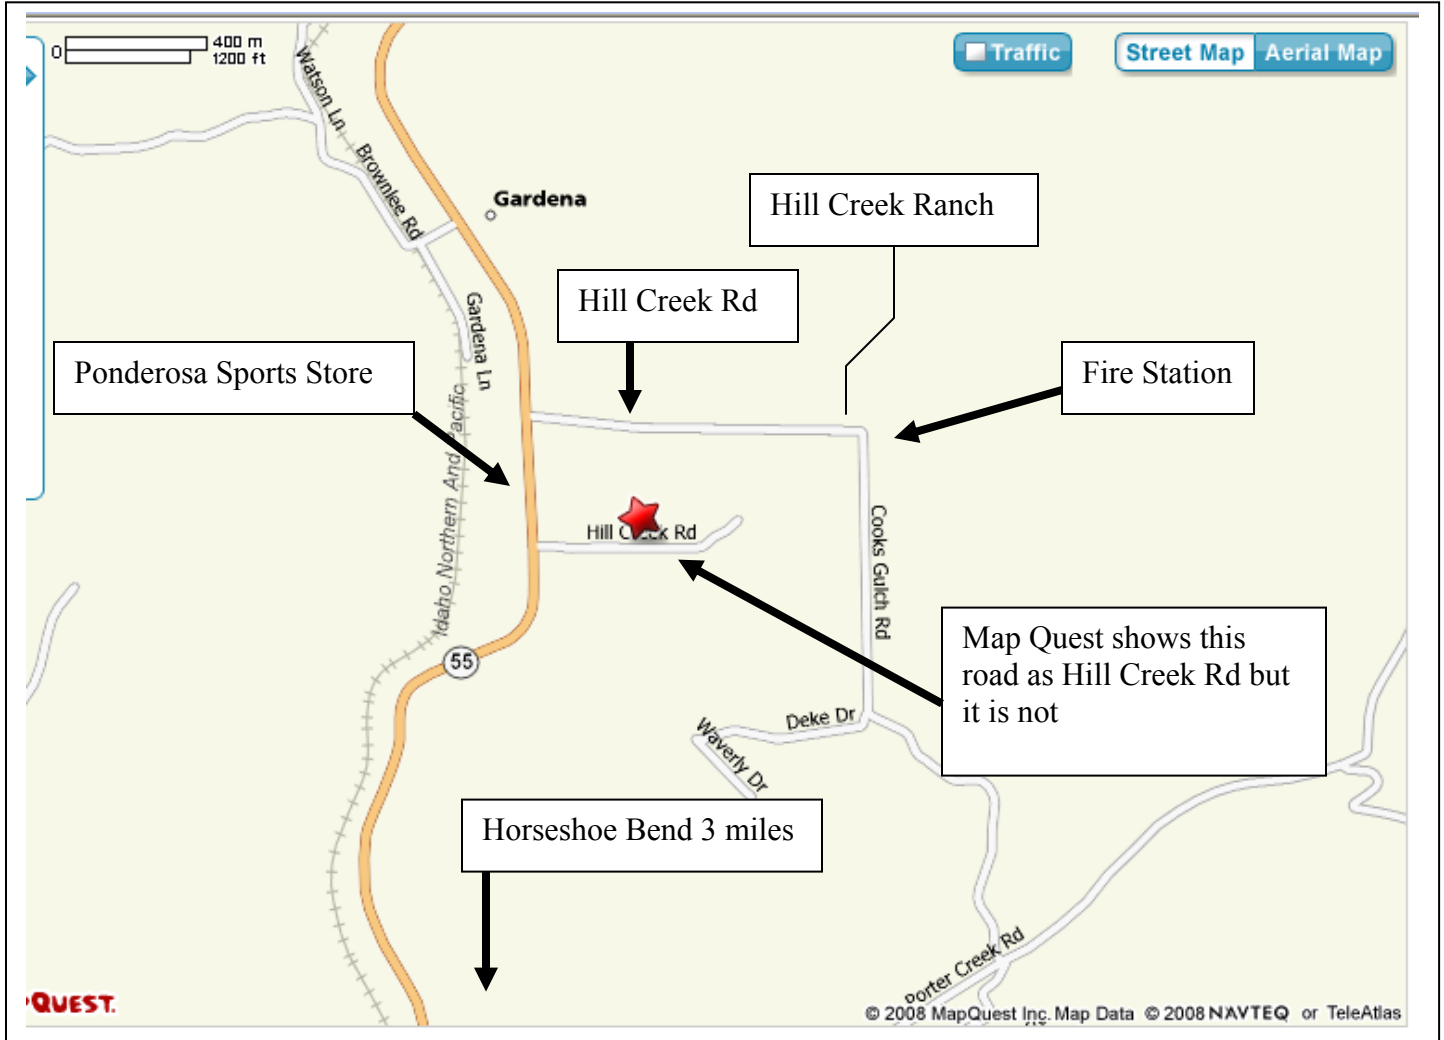 0
400 m
1200 ft
Traffic
Street Map
Aerial Map
Watson Ln
Brownlee Rd
Gardena
Hill Creek Ranch
Hill Creek Rd
Gardena Ln
Ponderosa Sports Store
Fire Station
Idaho Northern And Pacific
Hill Creek Rd
Cooks Gulch Rd
Map Quest shows this
road as Hill Creek Rd but
it is not
55
Deke Dr
Waverly Dr
Horseshoe Bend 3 miles
Porter Creek Rd
QUEST.
© 2008 MapQuest Inc. Map Data © 2008 NAVTEQ or TeleAtlas